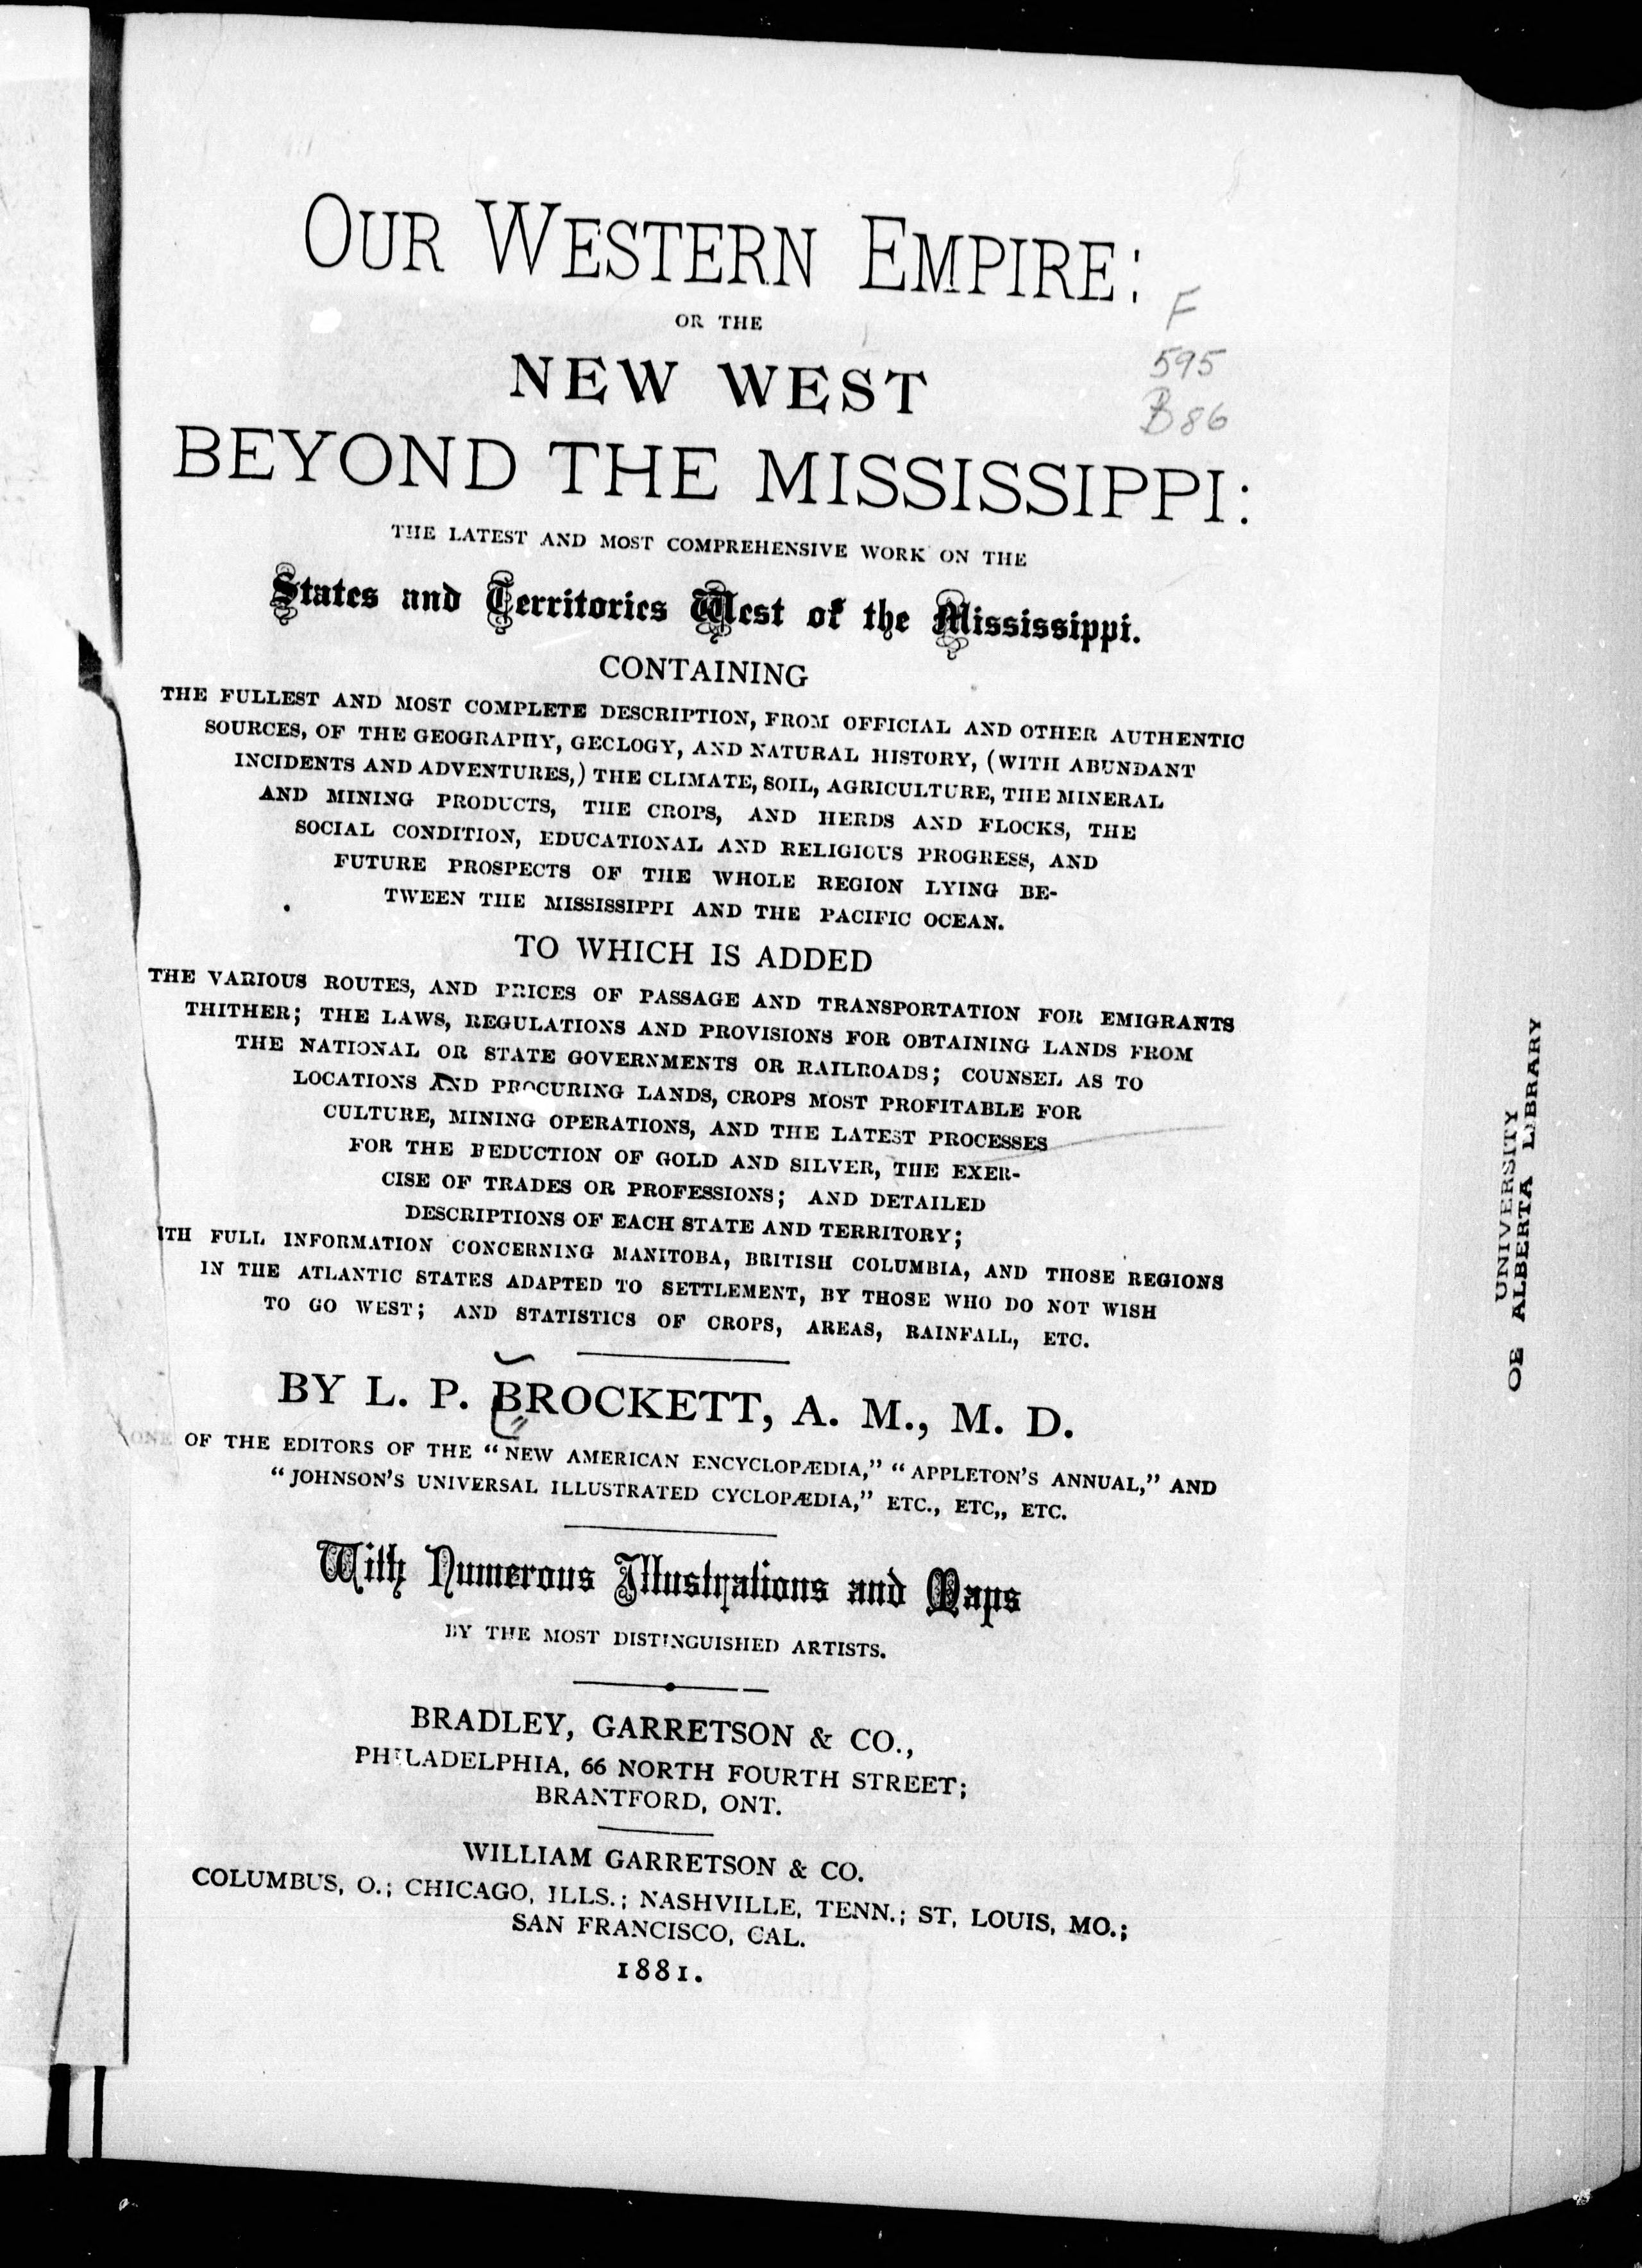 OUR WESTERN EMPIRE:
OR THE
NEW WEST
BEYOND THE MISSISSIPPI:
THE LATEST AND MOST COMPREHENSIVE WORK ON THE
States and Territories West of the Mississippi.
CONTAINING
THE FULLEST AND MOST COMPLETE DESCRIPTION, FROM OFFICIAL AND OTHER AUTHENTIC
SOURCES, OF THE GEOGRAPHY, GEOLOGY, AND NATURAL HISTORY, (WITH ABUNDANT
INCIDENTS AND ADVENTURES,) THE CLIMATE, SOIL, AGRICULTURE, THE MINERAL
AND MINING PRODUCTS, THE CROPS, AND HERDS AND FLOCKS, THE
SOCIAL CONDITION, EDUCATIONAL AND RELIGIOUS PROGRESS, AND
FUTURE PROSPECTS OF THE WHOLE REGION LYING BE-
TWEEN THE MISSISSIPPI AND THE PACIFIC OCEAN.
TO WHICH IS ADDED
THE VARIOUS ROUTES, AND PRICES OF PASSAGE AND TRANSPORTATION FOR EMIGRANTS
THITHER; THE LAWS, REGULATIONS AND PROVISIONS FOR OBTAINING LANDS FROM
THE NATIONAL OR STATE GOVERNMENTS OR RAILROADS; COUNSEL AS TO
LOCATIONS AND PROCURING LANDS, CROPS MOST PROFITABLE FOR
CULTURE, MINING OPERATIONS, AND THE LATEST PROCESSES
FOR THE REDUCTION OF GOLD AND SILVER, THE EXER-
CISE OF TRADES OR PROFESSIONS; AND DETAILED
DESCRIPTIONS OF EACH STATE AND TERRITORY;
ITH FULL INFORMATION CONCERNING MANITOBA, BRITISH COLUMBIA, AND THOSE REGIONS
IN THE ATLANTIC STATES ADAPTED TO SETTLEMENT, BY THOSE WHO DO NOT WISH
TO GO WEST; AND STATISTICS OF CROPS, AREAS, RAINFALL, ETC.
BY L. P. BROCKETT, A. M., M. D.
ONE OF THE EDITORS OF THE "NEW AMERICAN ENCYCLOPÆDIA," "APPLETON'S ANNUAL," AND
"JOHNSON'S UNIVERSAL ILLUSTRATED CYCLOPÆDIA," ETC., ETC,, ETC.
With Numerous Illustrations and Maps
BY THE MOST DISTINGUISHED ARTISTS.
BRADLEY, GARRETSON & CO.,
PHILADELPHIA, 66 NORTH FOURTH STREET;
BRANTFORD, ONT.
WILLIAM GARRETSON & CO.
COLUMBUS, O.; CHICAGO, ILLS.; NASHVILLE, TENN.; ST, LOUIS, MO.;
SAN FRANCISCO, CAL.
1881.
F
595
B86
UNIVERSITY
OF ALBERTA LIBRARY